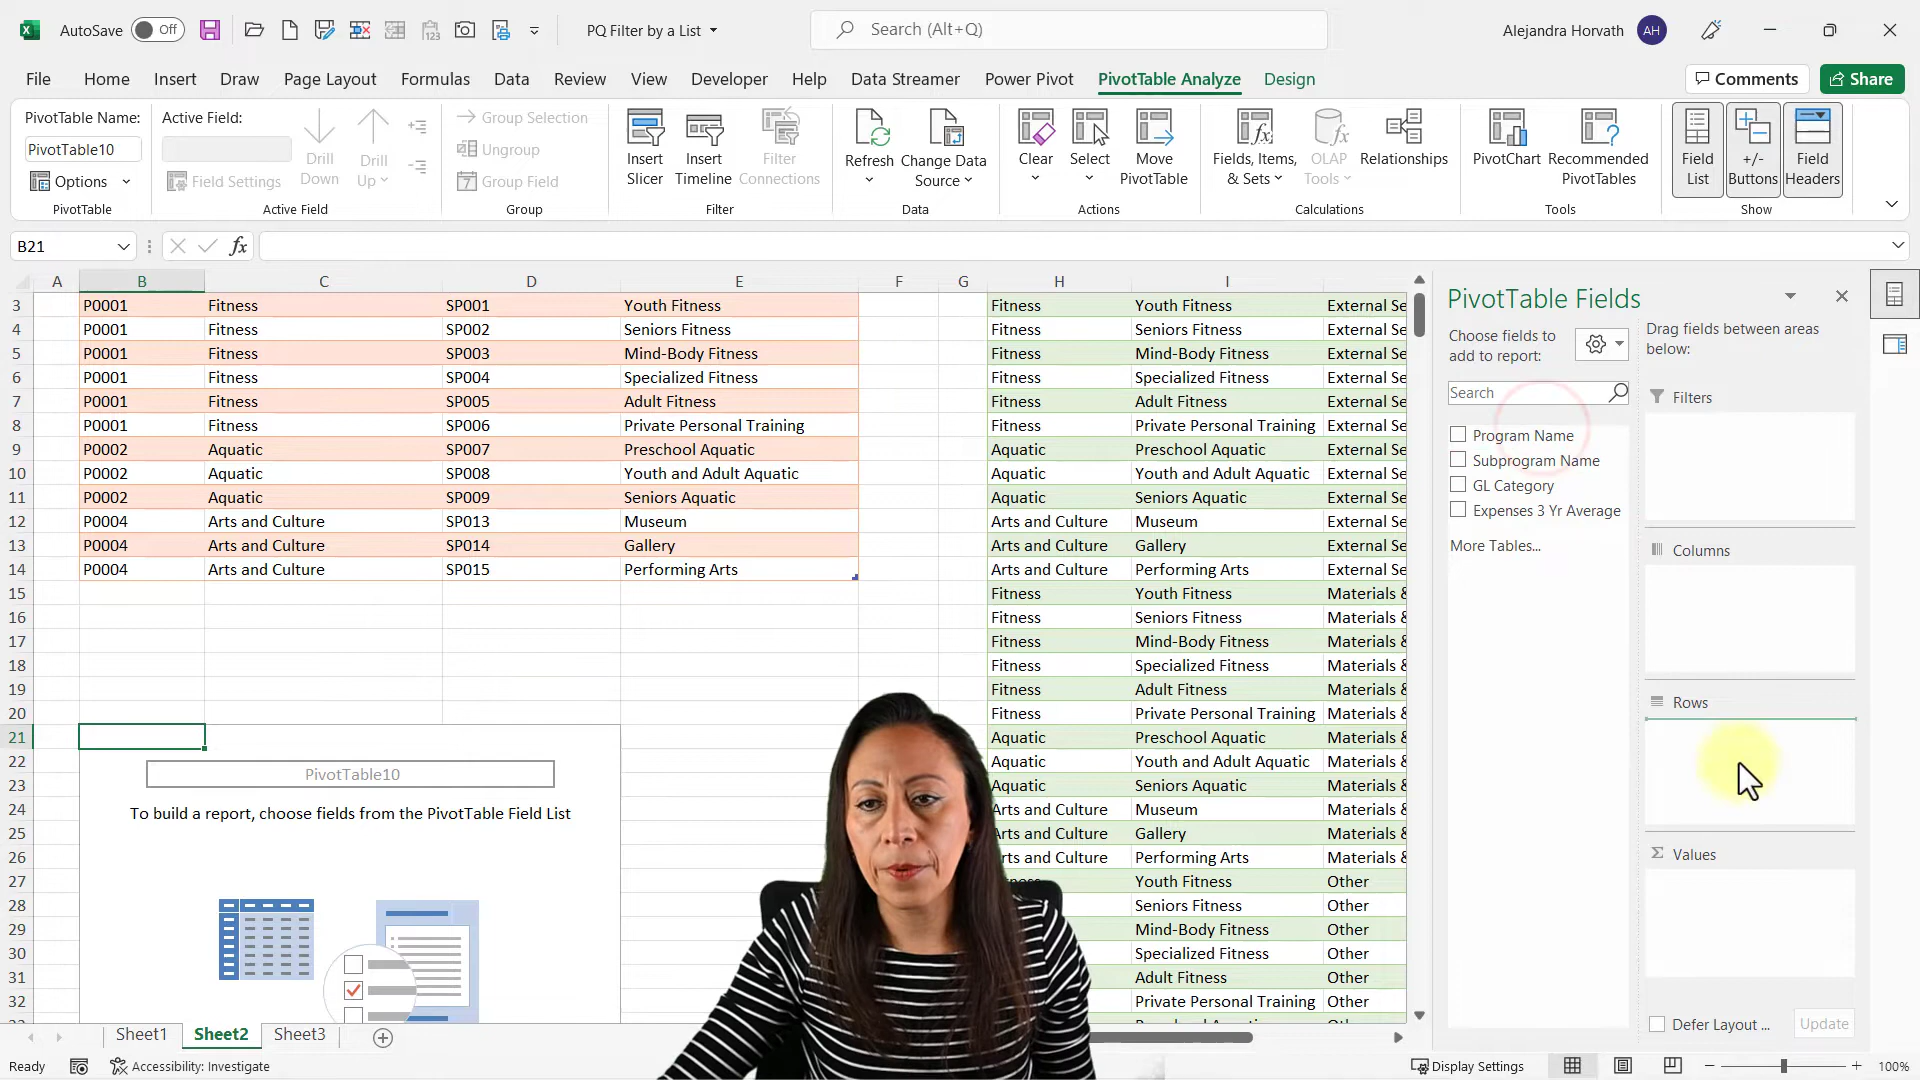 AutoSave Off PQ Filter by a List Search (Alt+Q) Alejandra Horvath AH
File Home Insert Draw Page Layout Formulas Data Review View Developer Help Data Streamer Power Pivot PivotTable Analyze Design Comments Share
PivotTable Name:
PivotTable10
Options
PivotTable
Active Field:
Field Settings
Drill Down
Drill Up
Active Field
Group Selection
Ungroup
Group Field
Group
Insert Slicer
Insert Timeline
Filter Connections
Filter
Refresh
Change Data Source
Data
Clear
Select
Move PivotTable
Actions
Fields, Items, & Sets
OLAP Tools
Relationships
Calculations
PivotChart
Recommended PivotTables
Tools
Field List
+/- Buttons
Field Headers
Show
B21 fx
A B C D E F G H I
3 P0001 Fitness SP001 Youth Fitness Fitness Youth Fitness External Se
4 P0001 Fitness SP002 Seniors Fitness Fitness Seniors Fitness External Se
5 P0001 Fitness SP003 Mind-Body Fitness Fitness Mind-Body Fitness External Se
6 P0001 Fitness SP004 Specialized Fitness Fitness Specialized Fitness External Se
7 P0001 Fitness SP005 Adult Fitness Fitness Adult Fitness External Se
8 P0001 Fitness SP006 Private Personal Training Fitness Private Personal Training External Se
9 P0002 Aquatic SP007 Preschool Aquatic Aquatic Preschool Aquatic External Se
10 P0002 Aquatic SP008 Youth and Adult Aquatic Aquatic Youth and Adult Aquatic External Se
11 P0002 Aquatic SP009 Seniors Aquatic Aquatic Seniors Aquatic External Se
12 P0004 Arts and Culture SP013 Museum Arts and Culture Museum External Se
13 P0004 Arts and Culture SP014 Gallery Arts and Culture Gallery External Se
14 P0004 Arts and Culture SP015 Performing Arts Arts and Culture Performing Arts External Se
15 Fitness Youth Fitness Materials &
16 Fitness Seniors Fitness Materials &
17 Fitness Mind-Body Fitness Materials &
18 Fitness Specialized Fitness Materials &
19 Fitness Adult Fitness Materials &
20 Fitness Private Personal Training Materials &
21 Aquatic Preschool Aquatic Materials &
22 Aquatic Youth and Adult Aquatic Materials &
23 Aquatic Seniors Aquatic Materials &
24 Arts and Culture Museum Materials &
25 Arts and Culture Gallery Materials &
26 Arts and Culture Performing Arts Materials &
27 Youth Fitness Other
28 Seniors Fitness Other
29 Mind-Body Fitness Other
30 Specialized Fitness Other
31 Adult Fitness Other
32 Private Personal Training Other
PivotTable10
To build a report, choose fields from the PivotTable Field List
PivotTable Fields
Choose fields to add to report:
Search
Program Name
Subprogram Name
GL Category
Expenses 3 Yr Average
More Tables...
Drag fields between areas below:
Filters
Columns
Rows
Values
Defer Layout ... Update
Sheet1 Sheet2 Sheet3
Ready Accessibility: Investigate Display Settings 100%